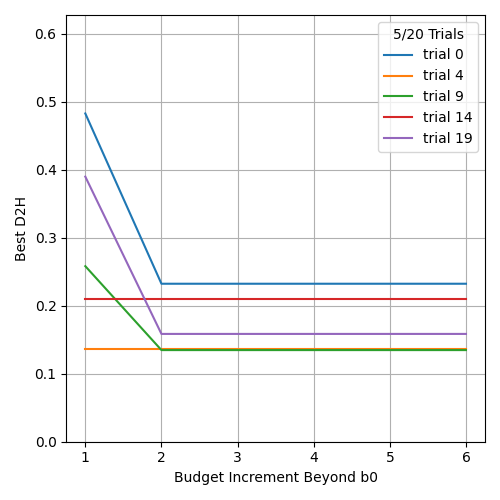 5/20 Trials
trial 0
trial 4
trial 9
trial 14
trial 19
0.6
0.5
0.4
0.3
0.2
0.1
0.0
Best D2H
1 2 3 4 5 6
Budget Increment Beyond b0